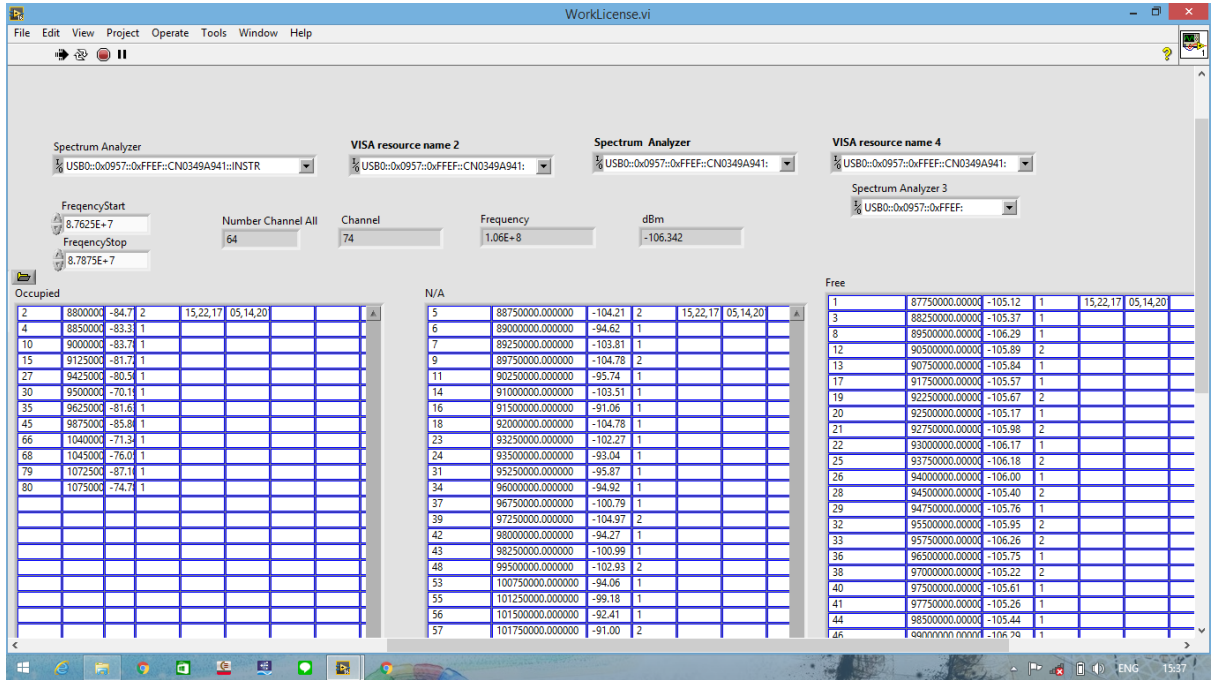 WorkLicense.vi
File Edit View Project Operate Tools Window Help
Spectrum Analyzer
USB0::0x0957::0xFFEF::CN0349A941::INSTR
VISA resource name 2
USB0::0x0957::0xFFEF::CN0349A941:
Spectrum Analyzer
USB0::0x0957::0xFFEF::CN0349A941:
VISA resource name 4
USB0::0x0957::0xFFEF::CN0349A941:
Spectrum Analyzer 3
USB0::0x0957::0xFFEF:
FreqencyStart
8.7625E+7
FreqencyStop
8.7875E+7
Number Channel All
64
Channel
74
Frequency
1.06E+8
dBm
-106.342
Occupied
2 8800000 -84.7 2 15,22,17 05,14,20
4 8850000 -83.3 1
10 9000000 -83.7 1
15 9125000 -81.7 1
27 9425000 -80.5 1
30 9500000 -70.1 1
35 9625000 -81.6 1
45 9875000 -85.8 1
66 1040000 -71.3 1
68 1045000 -76.0 1
79 1072500 -87.1 1
80 1075000 -74.7 1
N/A
5 88750000.000000 -104.21 2 15,22,17 05,14,20
6 89000000.000000 -94.62 1
7 89250000.000000 -103.81 1
9 89750000.000000 -104.78 2
11 90250000.000000 -95.74 1
14 91000000.000000 -103.51 1
16 91500000.000000 -91.06 1
18 92000000.000000 -104.78 1
23 93250000.000000 -102.27 1
24 93500000.000000 -93.04 1
31 95250000.000000 -95.87 1
34 96000000.000000 -94.92 1
37 96750000.000000 -100.79 1
39 97250000.000000 -104.97 2
42 98000000.000000 -94.27 1
43 98250000.000000 -100.99 1
48 99500000.000000 -102.93 2
53 100750000.000000 -94.06 1
55 101250000.000000 -99.18 1
56 101500000.000000 -92.41 1
57 101750000.000000 -91.00 2
Free
1 87750000.00000 -105.12 1 15,22,17 05,14,20
3 88250000.00000 -105.37 1
8 89500000.00000 -106.29 1
12 90500000.00000 -105.89 2
13 90750000.00000 -105.84 1
17 91750000.00000 -105.57 1
19 92250000.00000 -105.67 2
20 92500000.00000 -105.17 1
21 92750000.00000 -105.98 2
22 93000000.00000 -106.17 1
25 93750000.00000 -106.18 2
26 94000000.00000 -106.00 1
28 94500000.00000 -105.40 2
29 94750000.00000 -105.76 1
32 95500000.00000 -105.95 2
33 95750000.00000 -106.26 2
36 96500000.00000 -105.75 1
38 97000000.00000 -105.22 2
40 97500000.00000 -105.61 1
41 97750000.00000 -105.26 1
44 98500000.00000 -105.44 1
46 99000000.00000 -106.29 1
ENG 15:37